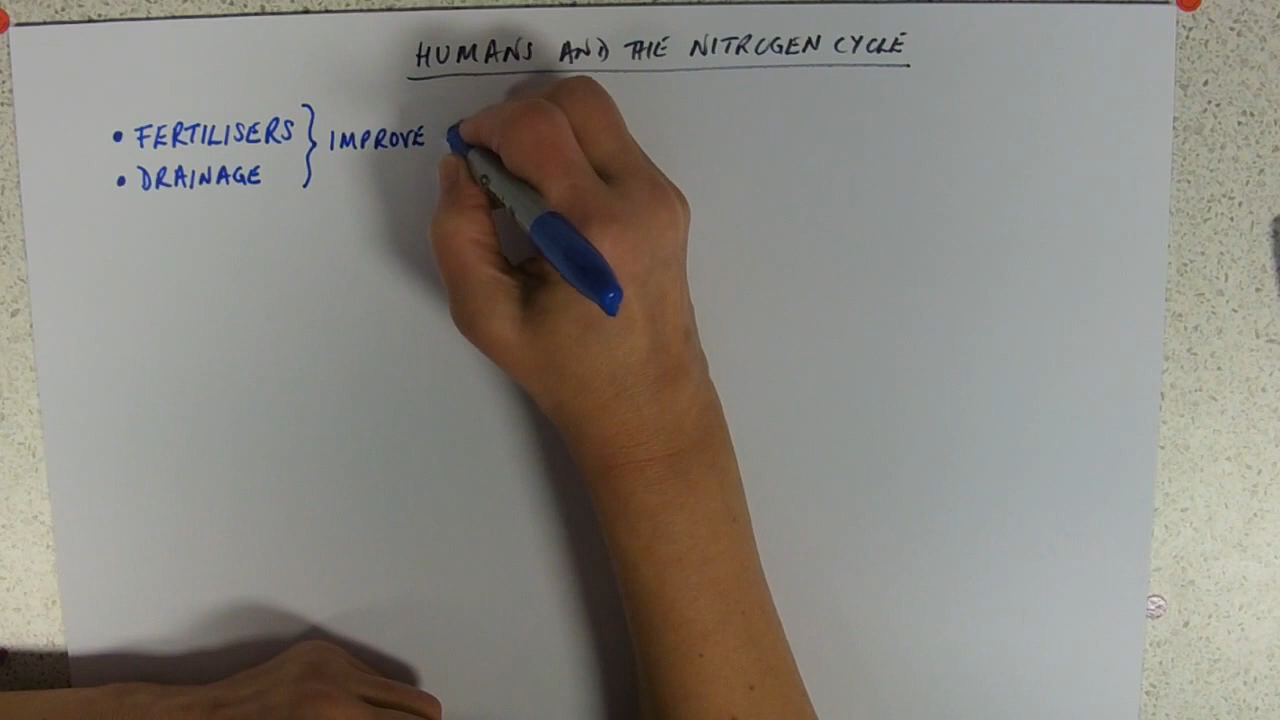 HUMANS AND THE NITROGEN CYCLE
• FERTILISERS } IMPROVE
• DRAINAGE